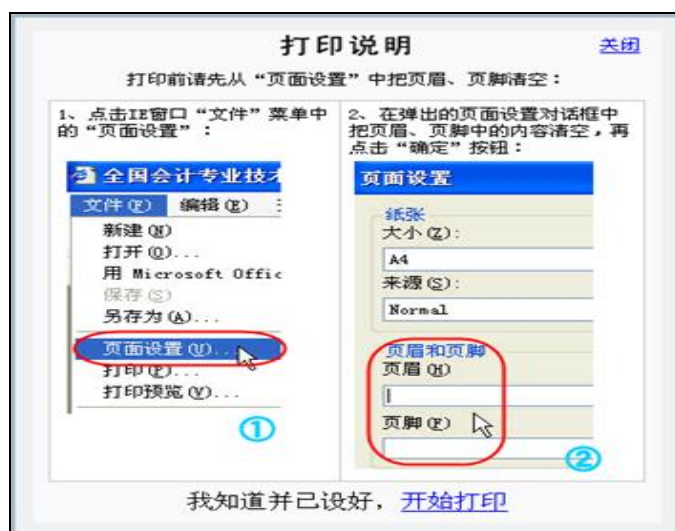 打印说明
关闭
打印前请先从“页面设置”中把页眉、页脚清空：
1、点击IE窗口“文件”菜单中
的“页面设置”：
全国会计专业技术
文件(F) 编辑(E)
新建(N)
打开(O)...
用 Microsoft Offic
保存(S)
另存为(A)...
页面设置(U)...
打印(P)...
打印预览(V)...
①
2、在弹出的页面设置对话框中
把页眉、页脚中的内容清空，再
点击“确定”按钮：
页面设置
纸张
大小(Z):
A4
来源(S):
Normal
页眉和页脚
页眉(H)
页脚(F)
②
我知道并已设好，开始打印